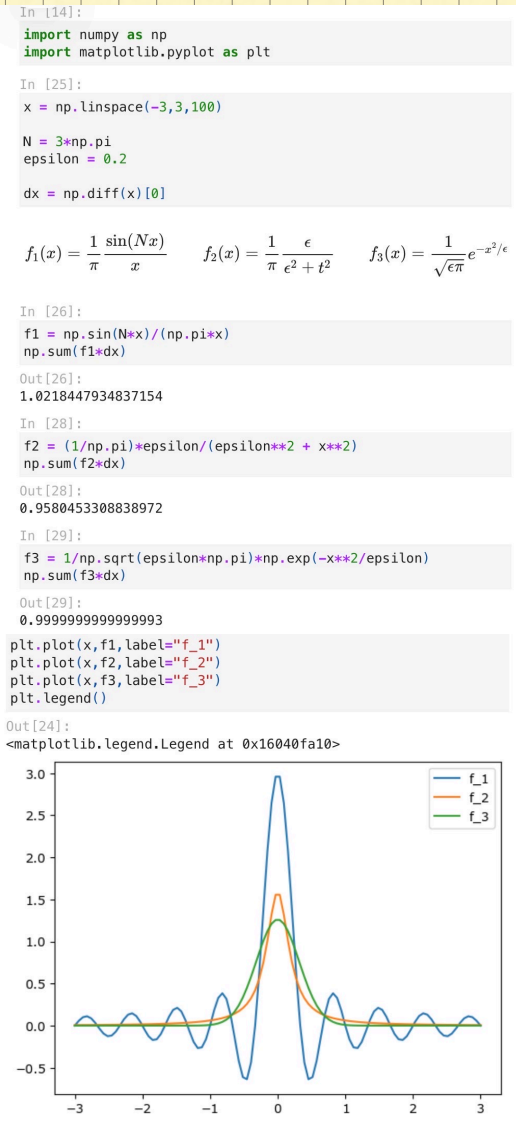 In [14]:
import numpy as np
import matplotlib.pyplot as plt
In [25]:
x = np.linspace(-3,3,100)
N = 3*np.pi
epsilon = 0.2
dx = np.diff(x)[0]
f₁(x) = 1/π sin(Nx)/x f₂(x) = 1/π ϵ/(ϵ² + t²) f₃(x) = 1/√(ϵπ) e^(−x²/ϵ)
In [26]:
f1 = np.sin(N*x)/(np.pi*x)
np.sum(f1*dx)
Out[26]:
1.0218447934837154
In [28]:
f2 = (1/np.pi)*epsilon/(epsilon**2 + x**2)
np.sum(f2*dx)
Out[28]:
0.9580453308838972
In [29]:
f3 = 1/np.sqrt(epsilon*np.pi)*np.exp(-x**2/epsilon)
np.sum(f3*dx)
Out[29]:
0.9999999999999993
plt.plot(x,f1,label="f_1")
plt.plot(x,f2,label="f_2")
plt.plot(x,f3,label="f_3")
plt.legend()
Out[24]:
<matplotlib.legend.Legend at 0x16040fa10>
f_1
f_2
f_3
3.0
2.5
2.0
1.5
1.0
0.5
0.0
−0.5
−3 −2 −1 0 1 2 3